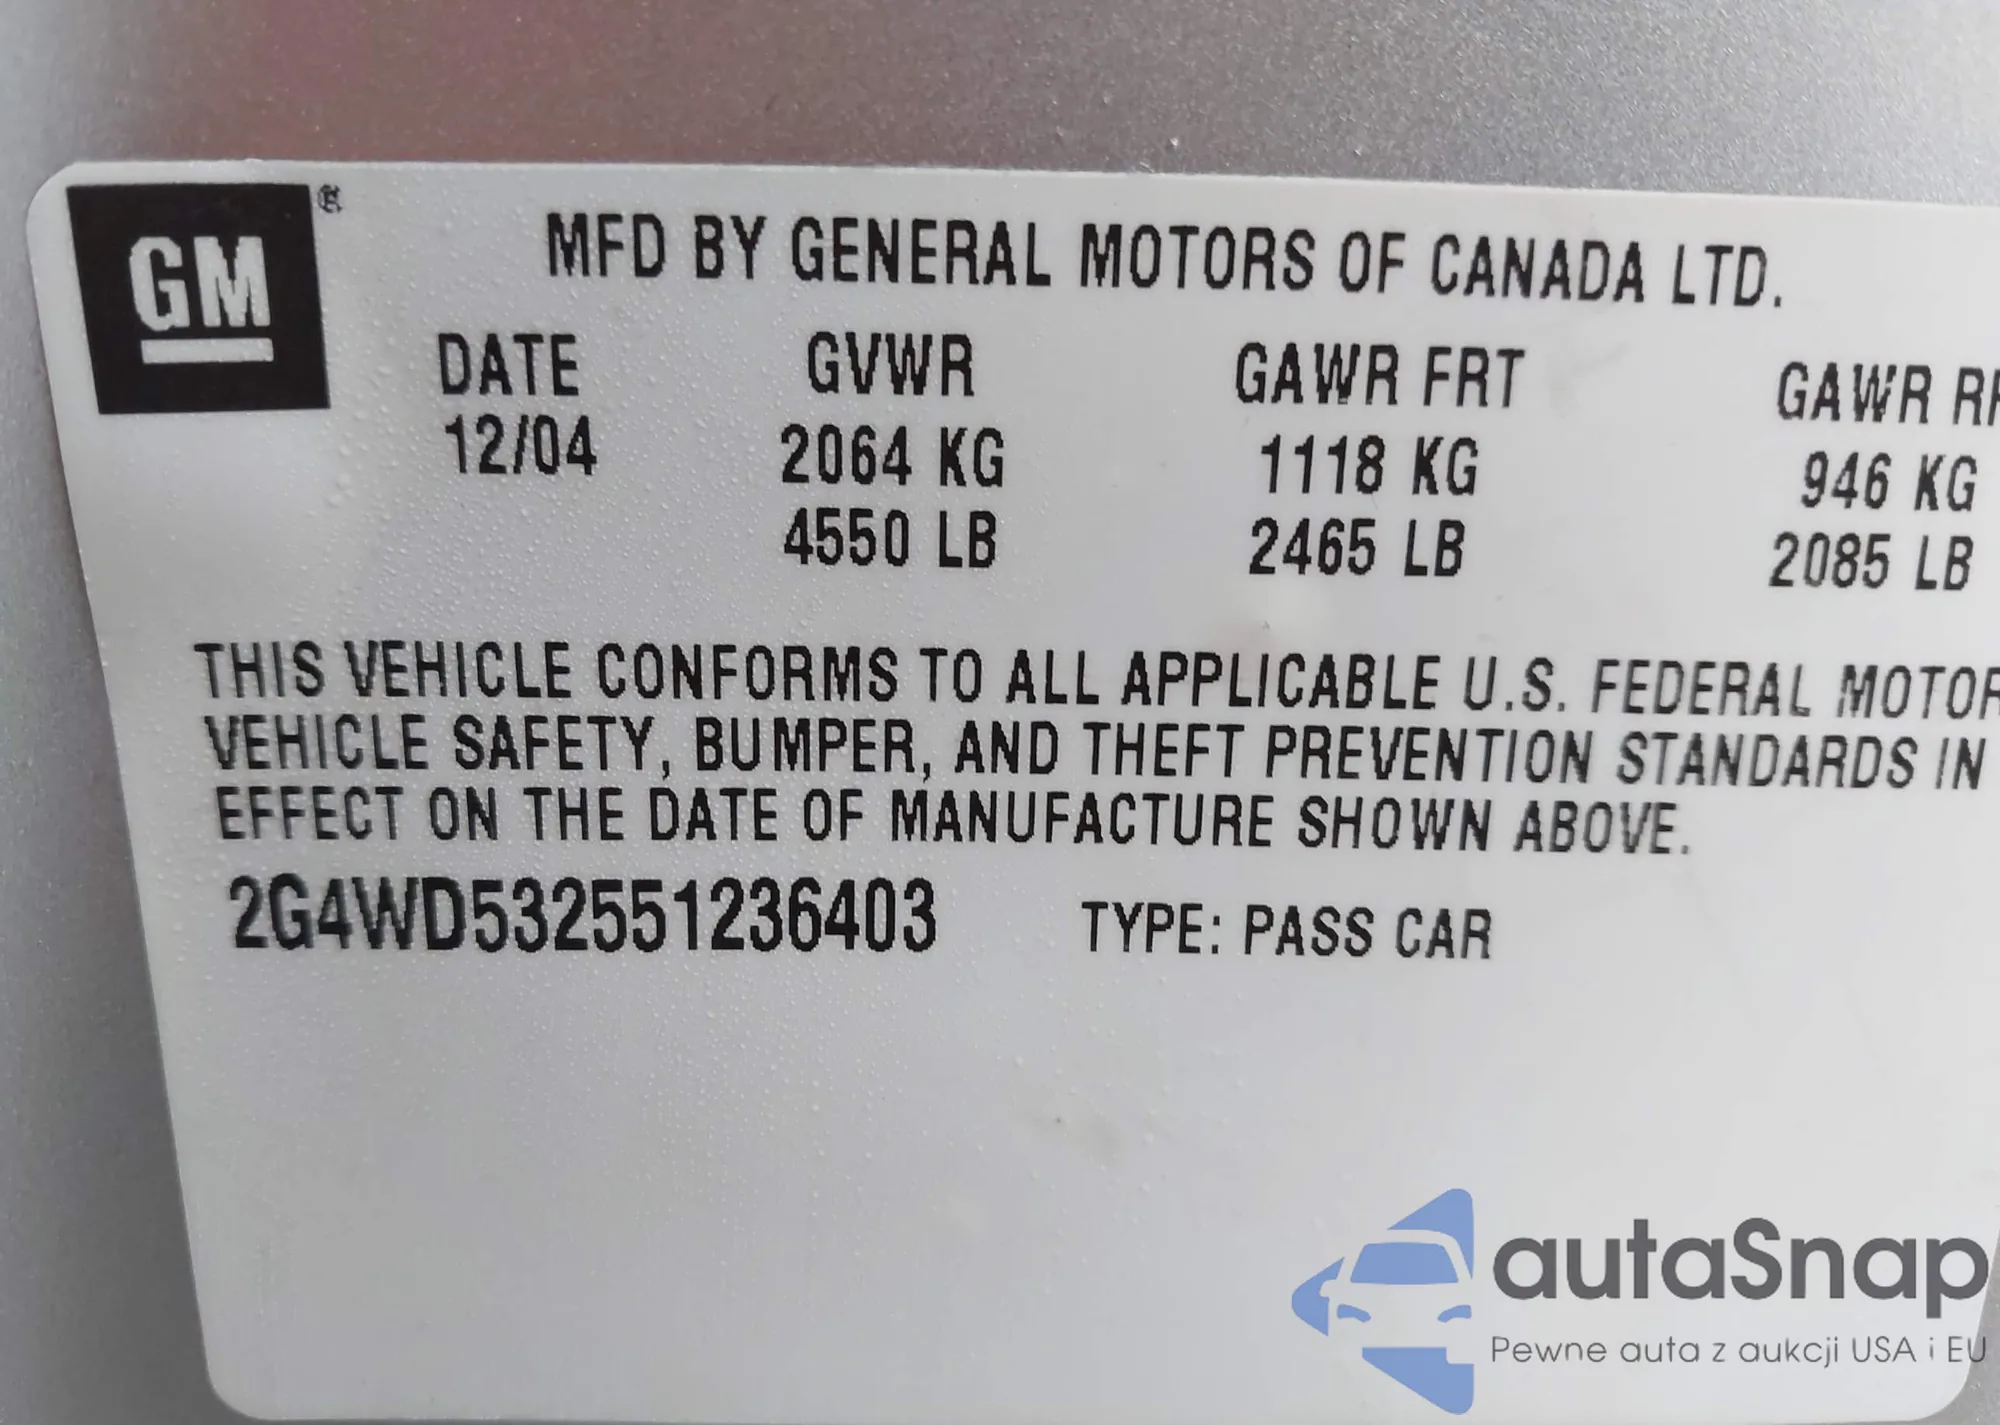 GM®
MFD BY GENERAL MOTORS OF CANADA LTD.
DATE GVWR GAWR FRT GAWR RR
12/04 2064 KG 1118 KG 946 KG
4550 LB 2465 LB 2085 LB
THIS VEHICLE CONFORMS TO ALL APPLICABLE U.S. FEDERAL MOTOR
VEHICLE SAFETY, BUMPER, AND THEFT PREVENTION STANDARDS IN
EFFECT ON THE DATE OF MANUFACTURE SHOWN ABOVE.
2G4WD532551236403 TYPE: PASS CAR
autaSnap
Pewne auta z aukcji USA i EU